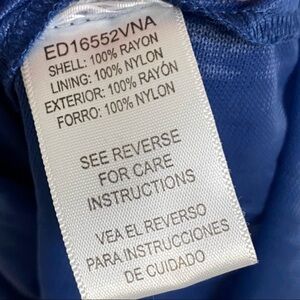 ED16552VNA
SHELL: 100% RAYON
LINING: 100% NYLON
EXTERIOR: 100% RAYÓN
FORRO: 100% NYLON
SEE REVERSE
FOR CARE
INSTRUCTIONS
VEA EL REVERSO
PARA INSTRUCCIONES
DE CUIDADO